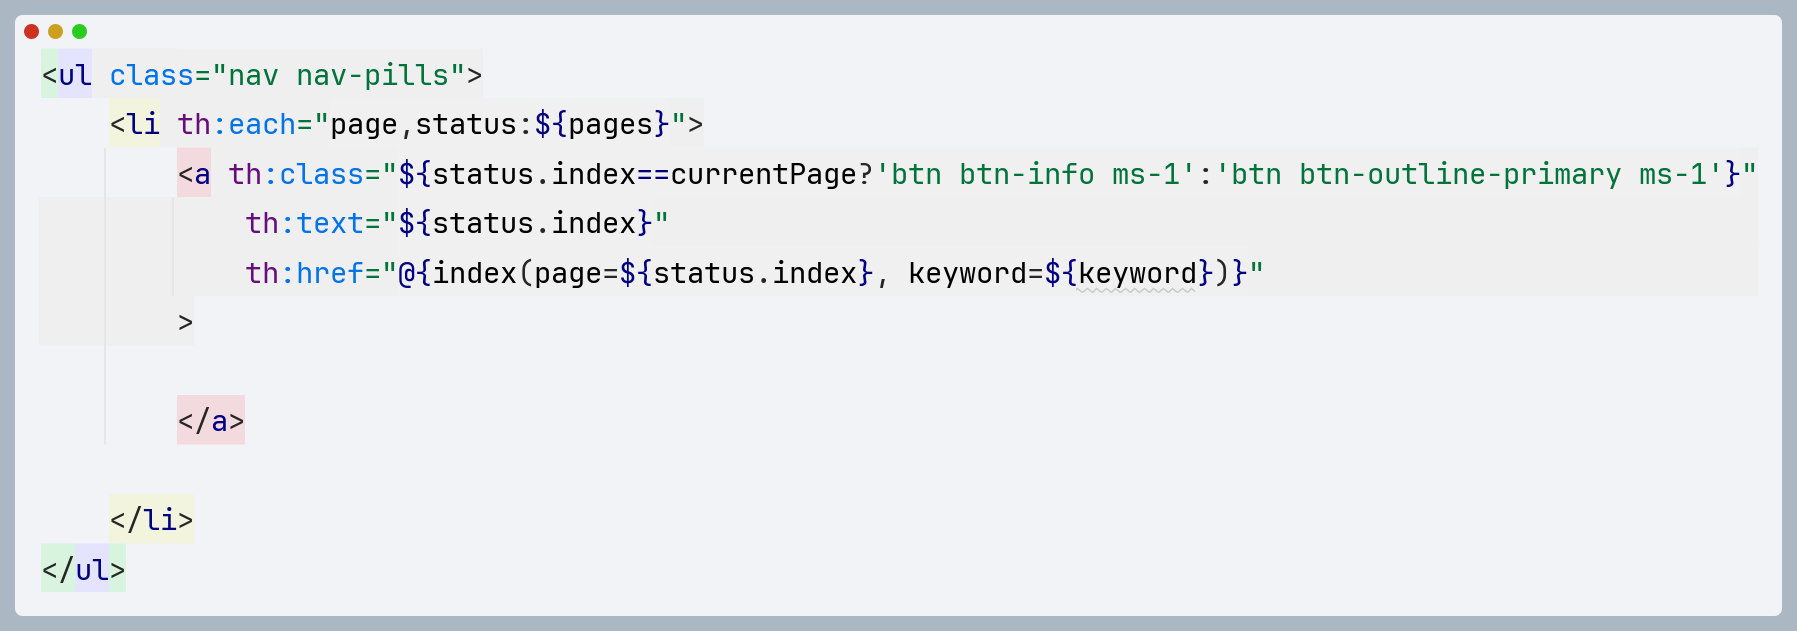 <ul class="nav nav-pills">
    <li th:each="page,status:${pages}">
        <a th:class="${status.index==currentPage?'btn btn-info ms-1':'btn btn-outline-primary ms-1'}"
            th:text="${status.index}"
            th:href="@{index(page=${status.index}, keyword=${keyword})}"
        >
        </a>
    </li>
</ul>